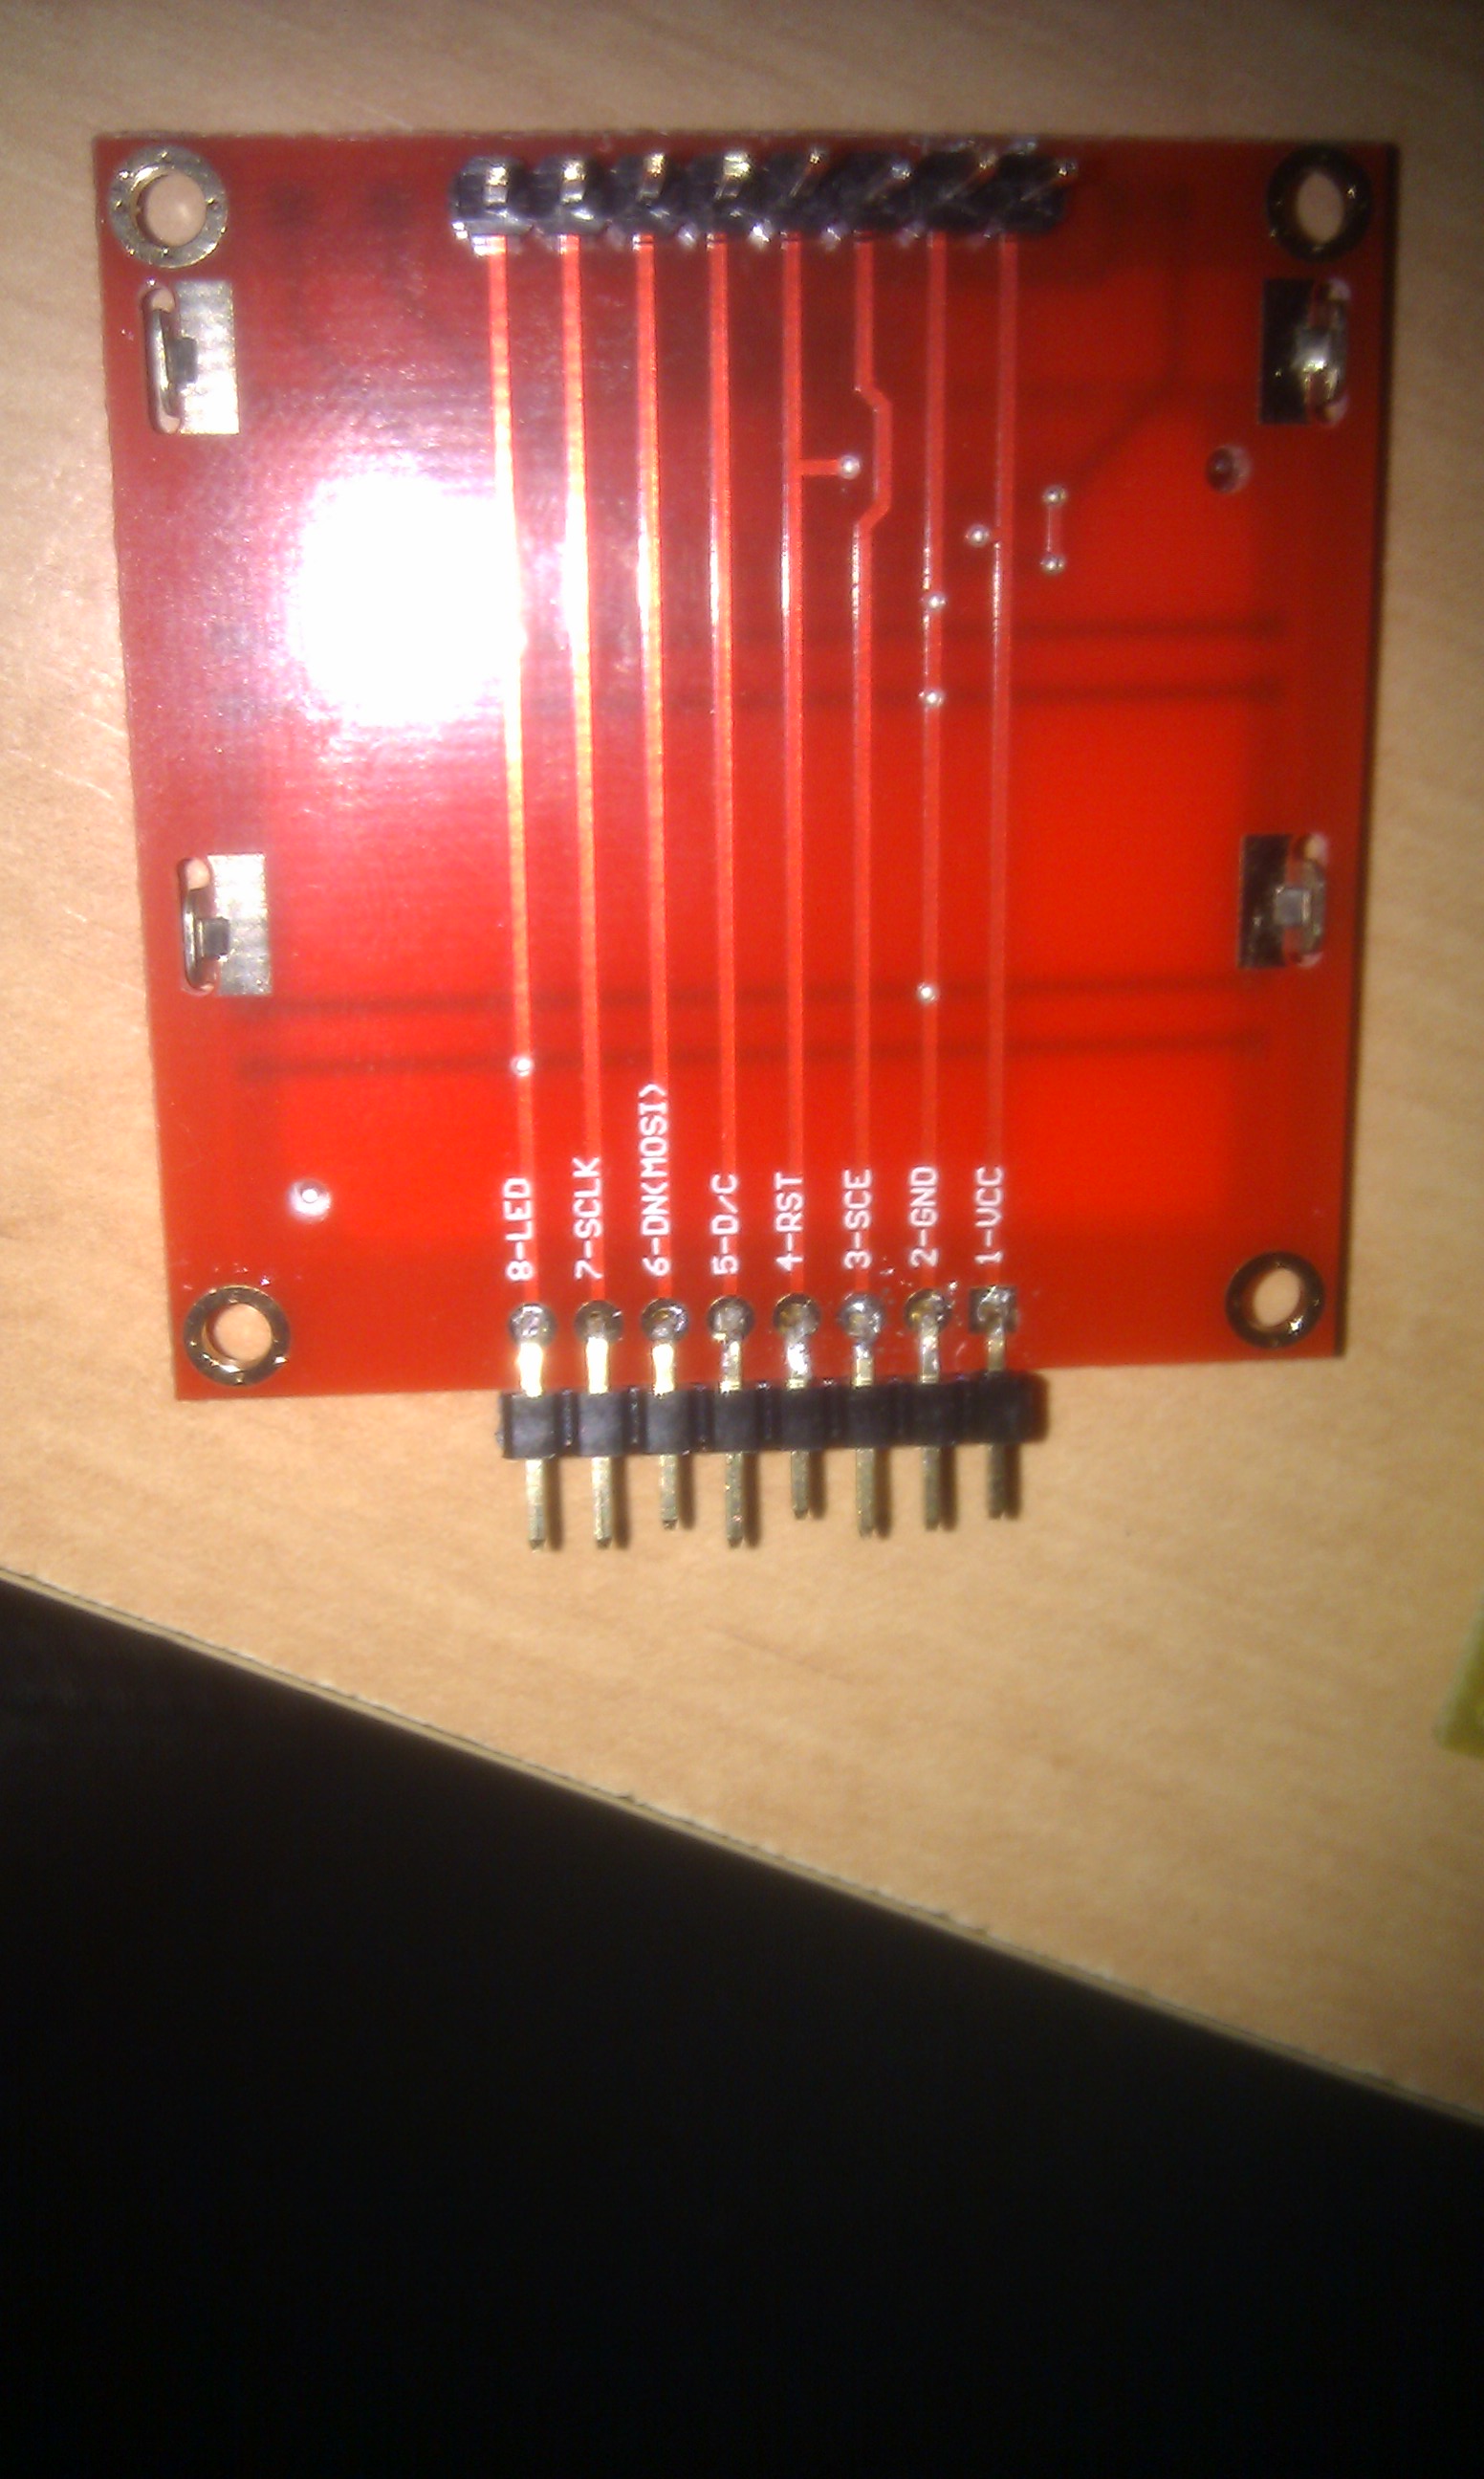 8-LED
7-SCLK
6-DN(MOSI)
5-D/C
4-RST
3-SCE
2-GND
1-VCC